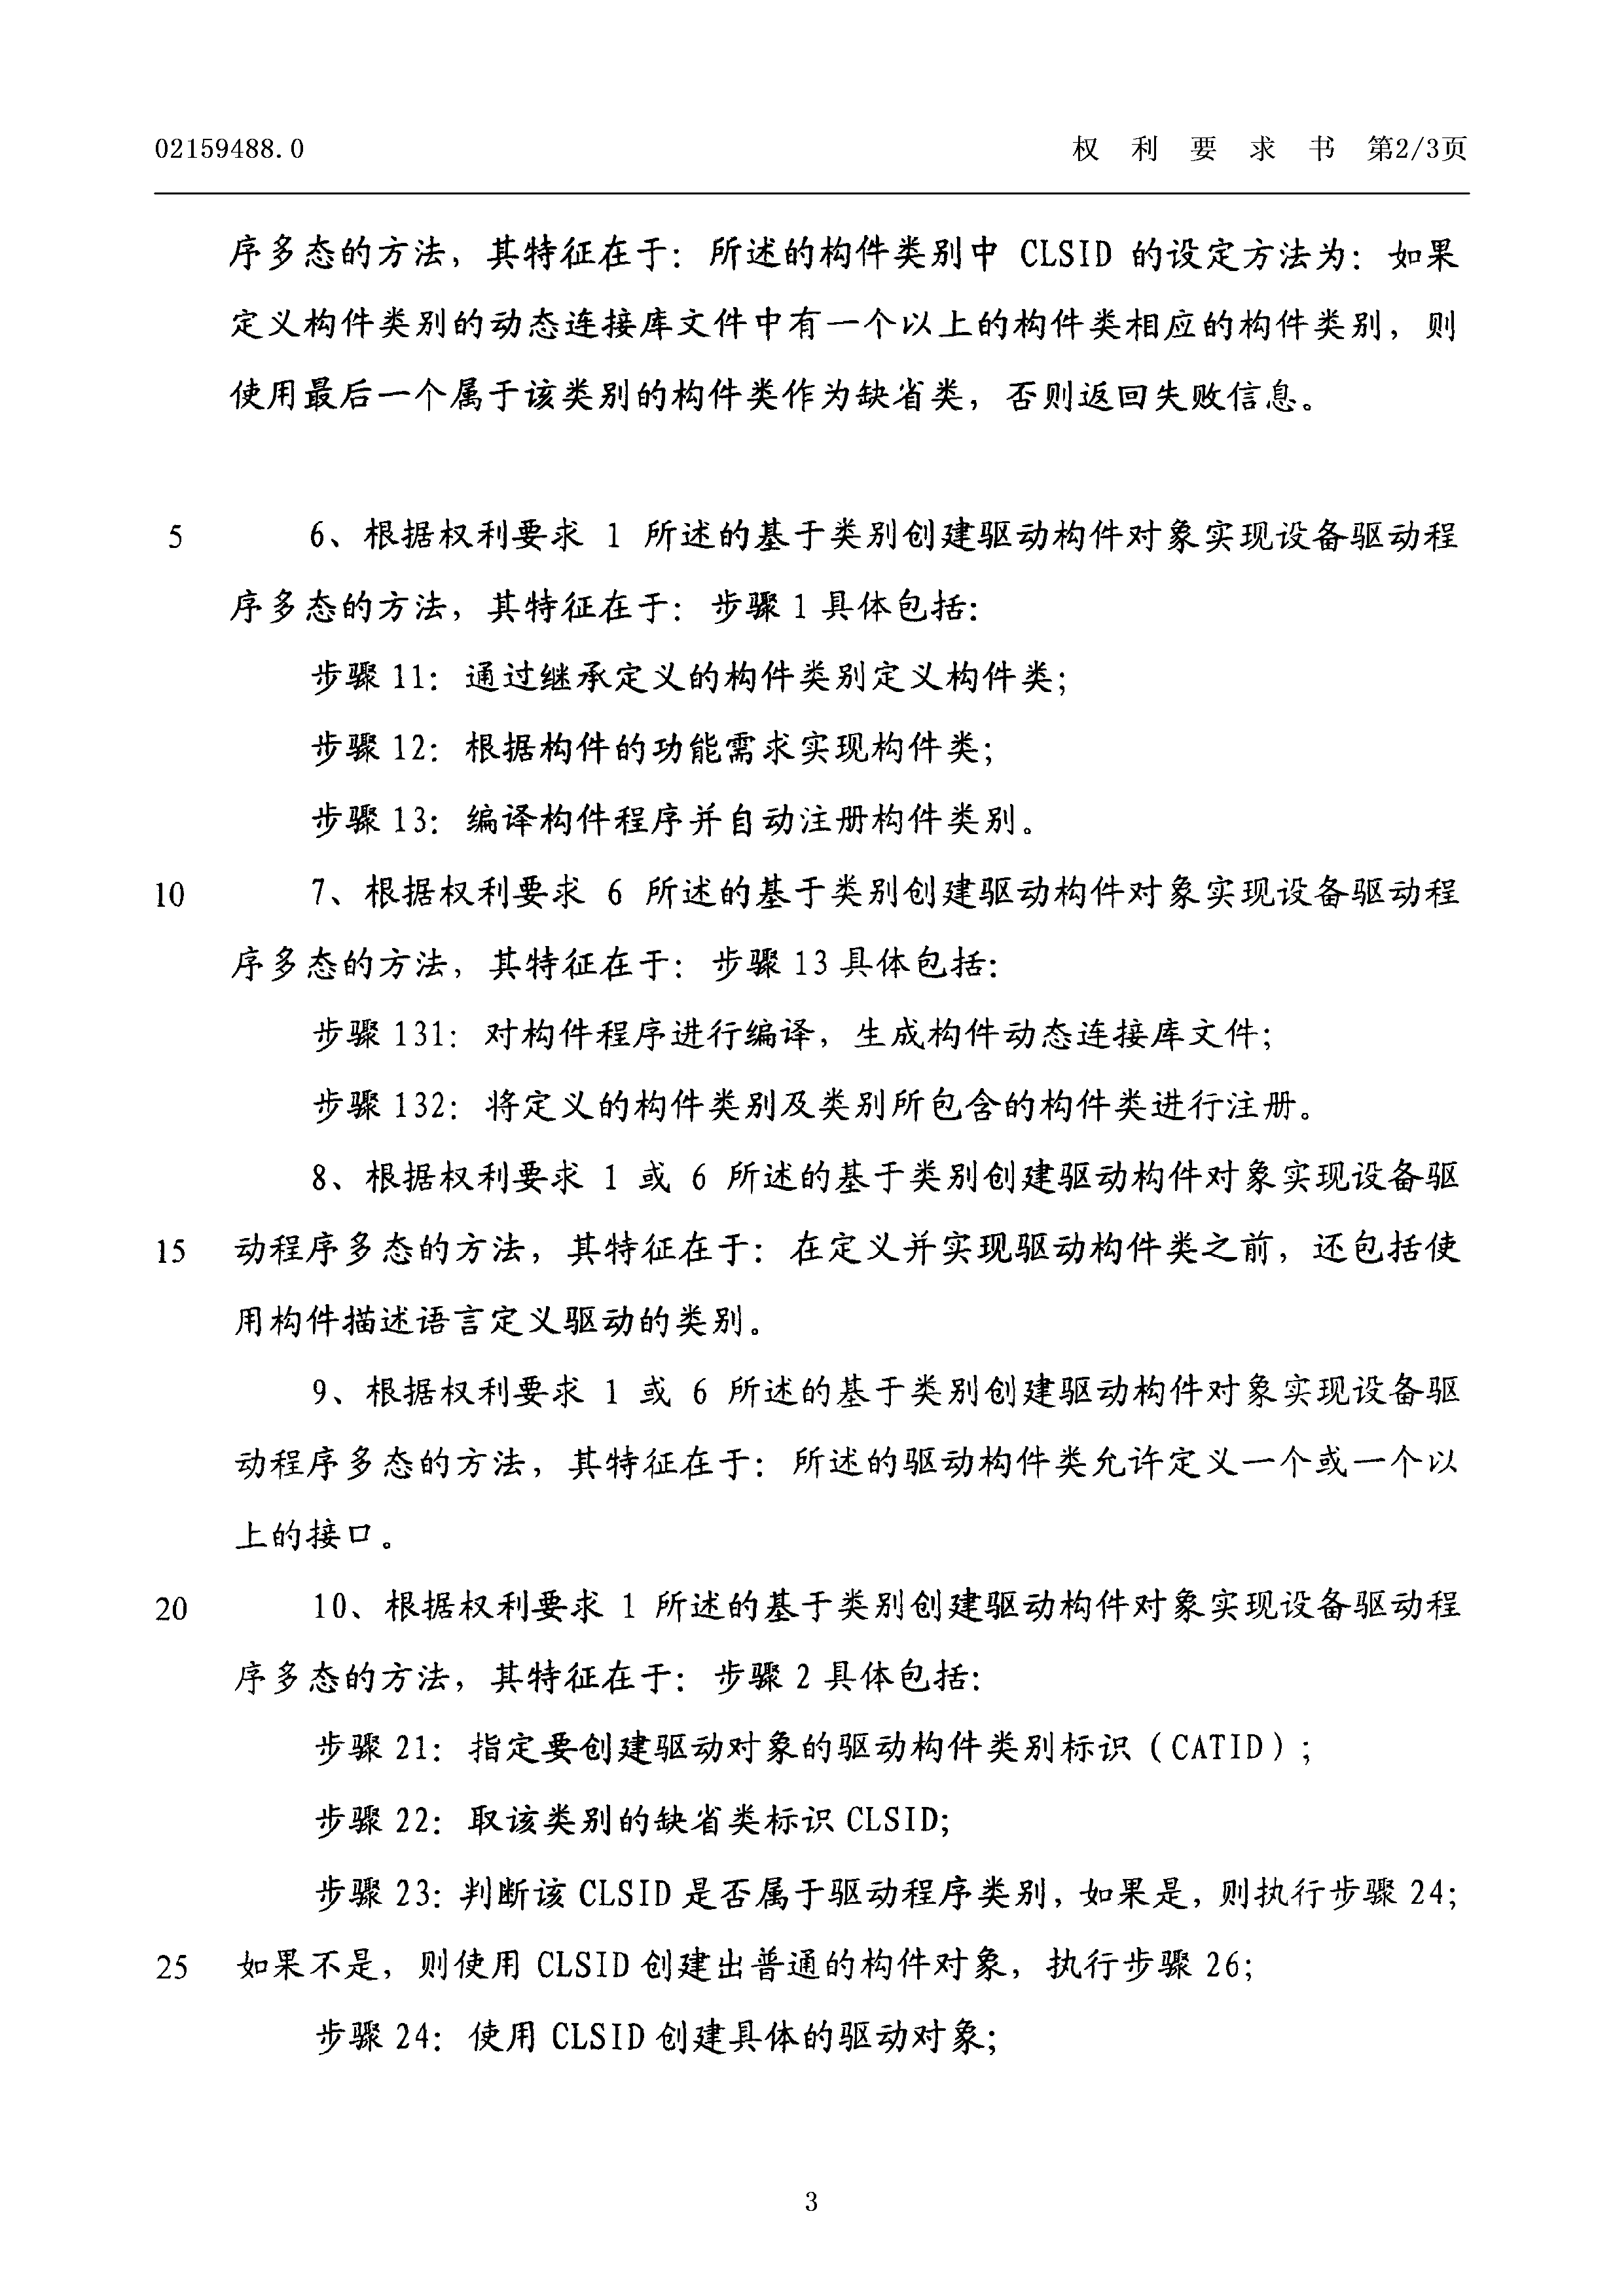 02159488.0 权 利 要 求 书 第2/3页
序多态的方法，其特征在于：所述的构件类别中 CLSID 的设定方法为：如果
定义构件类别的动态连接库文件中有一个以上的构件类相应的构件类别，则
使用最后一个属于该类别的构件类作为缺省类，否则返回失败信息。
5 6、根据权利要求 1 所述的基于类别创建驱动构件对象实现设备驱动程
序多态的方法，其特征在于：步骤 1 具体包括：
步骤 11：通过继承定义的构件类别定义构件类；
步骤 12：根据构件的功能需求实现构件类；
步骤 13：编译构件程序并自动注册构件类别。
10 7、根据权利要求 6 所述的基于类别创建驱动构件对象实现设备驱动程
序多态的方法，其特征在于：步骤 13 具体包括：
步骤 131：对构件程序进行编译，生成构件动态连接库文件；
步骤 132：将定义的构件类别及类别所包含的构件类进行注册。
8、根据权利要求 1 或 6 所述的基于类别创建驱动构件对象实现设备驱
15 动程序多态的方法，其特征在于：在定义并实现驱动构件类之前，还包括使
用构件描述语言定义驱动的类别。
9、根据权利要求 1 或 6 所述的基于类别创建驱动构件对象实现设备驱
动程序多态的方法，其特征在于：所述的驱动构件类允许定义一个或一个以
上的接口。
20 10、根据权利要求 1 所述的基于类别创建驱动构件对象实现设备驱动程
序多态的方法，其特征在于：步骤 2 具体包括：
步骤 21：指定要创建驱动对象的驱动构件类别标识（CATID）；
步骤 22：取该类别的缺省类标识 CLSID；
步骤 23：判断该 CLSID 是否属于驱动程序类别，如果是，则执行步骤 24；
25 如果不是，则使用 CLSID 创建出普通的构件对象，执行步骤 26；
步骤 24：使用 CLSID 创建具体的驱动对象；
3